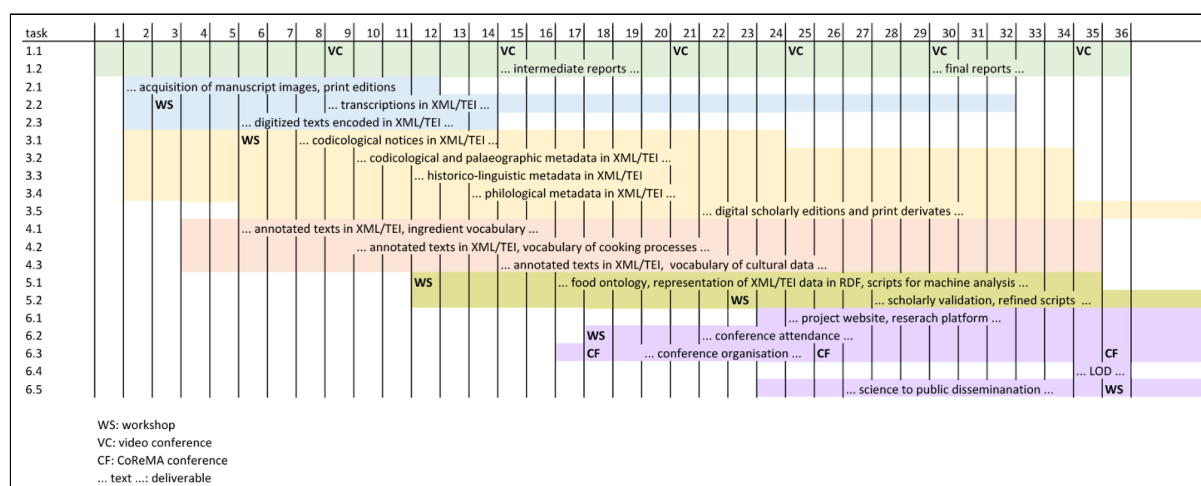 task 1 2 3 4 5 6 7 8 9 10 11 12 13 14 15 16 17 18 19 20 21 22 23 24 25 26 27 28 29 30 31 32 33 34 35 36
1.1 VC VC VC VC VC VC
1.2 ... intermediate reports ... ... final reports ...
2.1 ... acquisition of manuscript images, print editions
2.2 WS ... transcriptions in XML/TEI ...
2.3 ... digitized texts encoded in XML/TEI ...
3.1 WS ... codicological notices in XML/TEI ...
3.2 ... codicological and palaeographic metadata in XML/TEI ...
3.3 ... historico-linguistic metadata in XML/TEI
3.4 ... philological metadata in XML/TEI ...
3.5 ... digital scholarly editions and print derivates ...
4.1 ... annotated texts in XML/TEI, ingredient vocabulary ...
4.2 ... annotated texts in XML/TEI, vocabulary of cooking processes ...
4.3 ... annotated texts in XML/TEI, vocabulary of cultural data ...
5.1 WS ... food ontology, representation of XML/TEI data in RDF, scripts for machine analysis ...
5.2 WS ... scholarly validation, refined scripts ...
6.1 ... project website, reserach platform ...
6.2 WS ... conference attendance ...
6.3 CF ... conference organisation ... CF CF
6.4 ... LOD ...
6.5 ... science to public disseminanation ... WS
WS: workshop
VC: video conference
CF: CoReMA conference
... text ...: deliverable